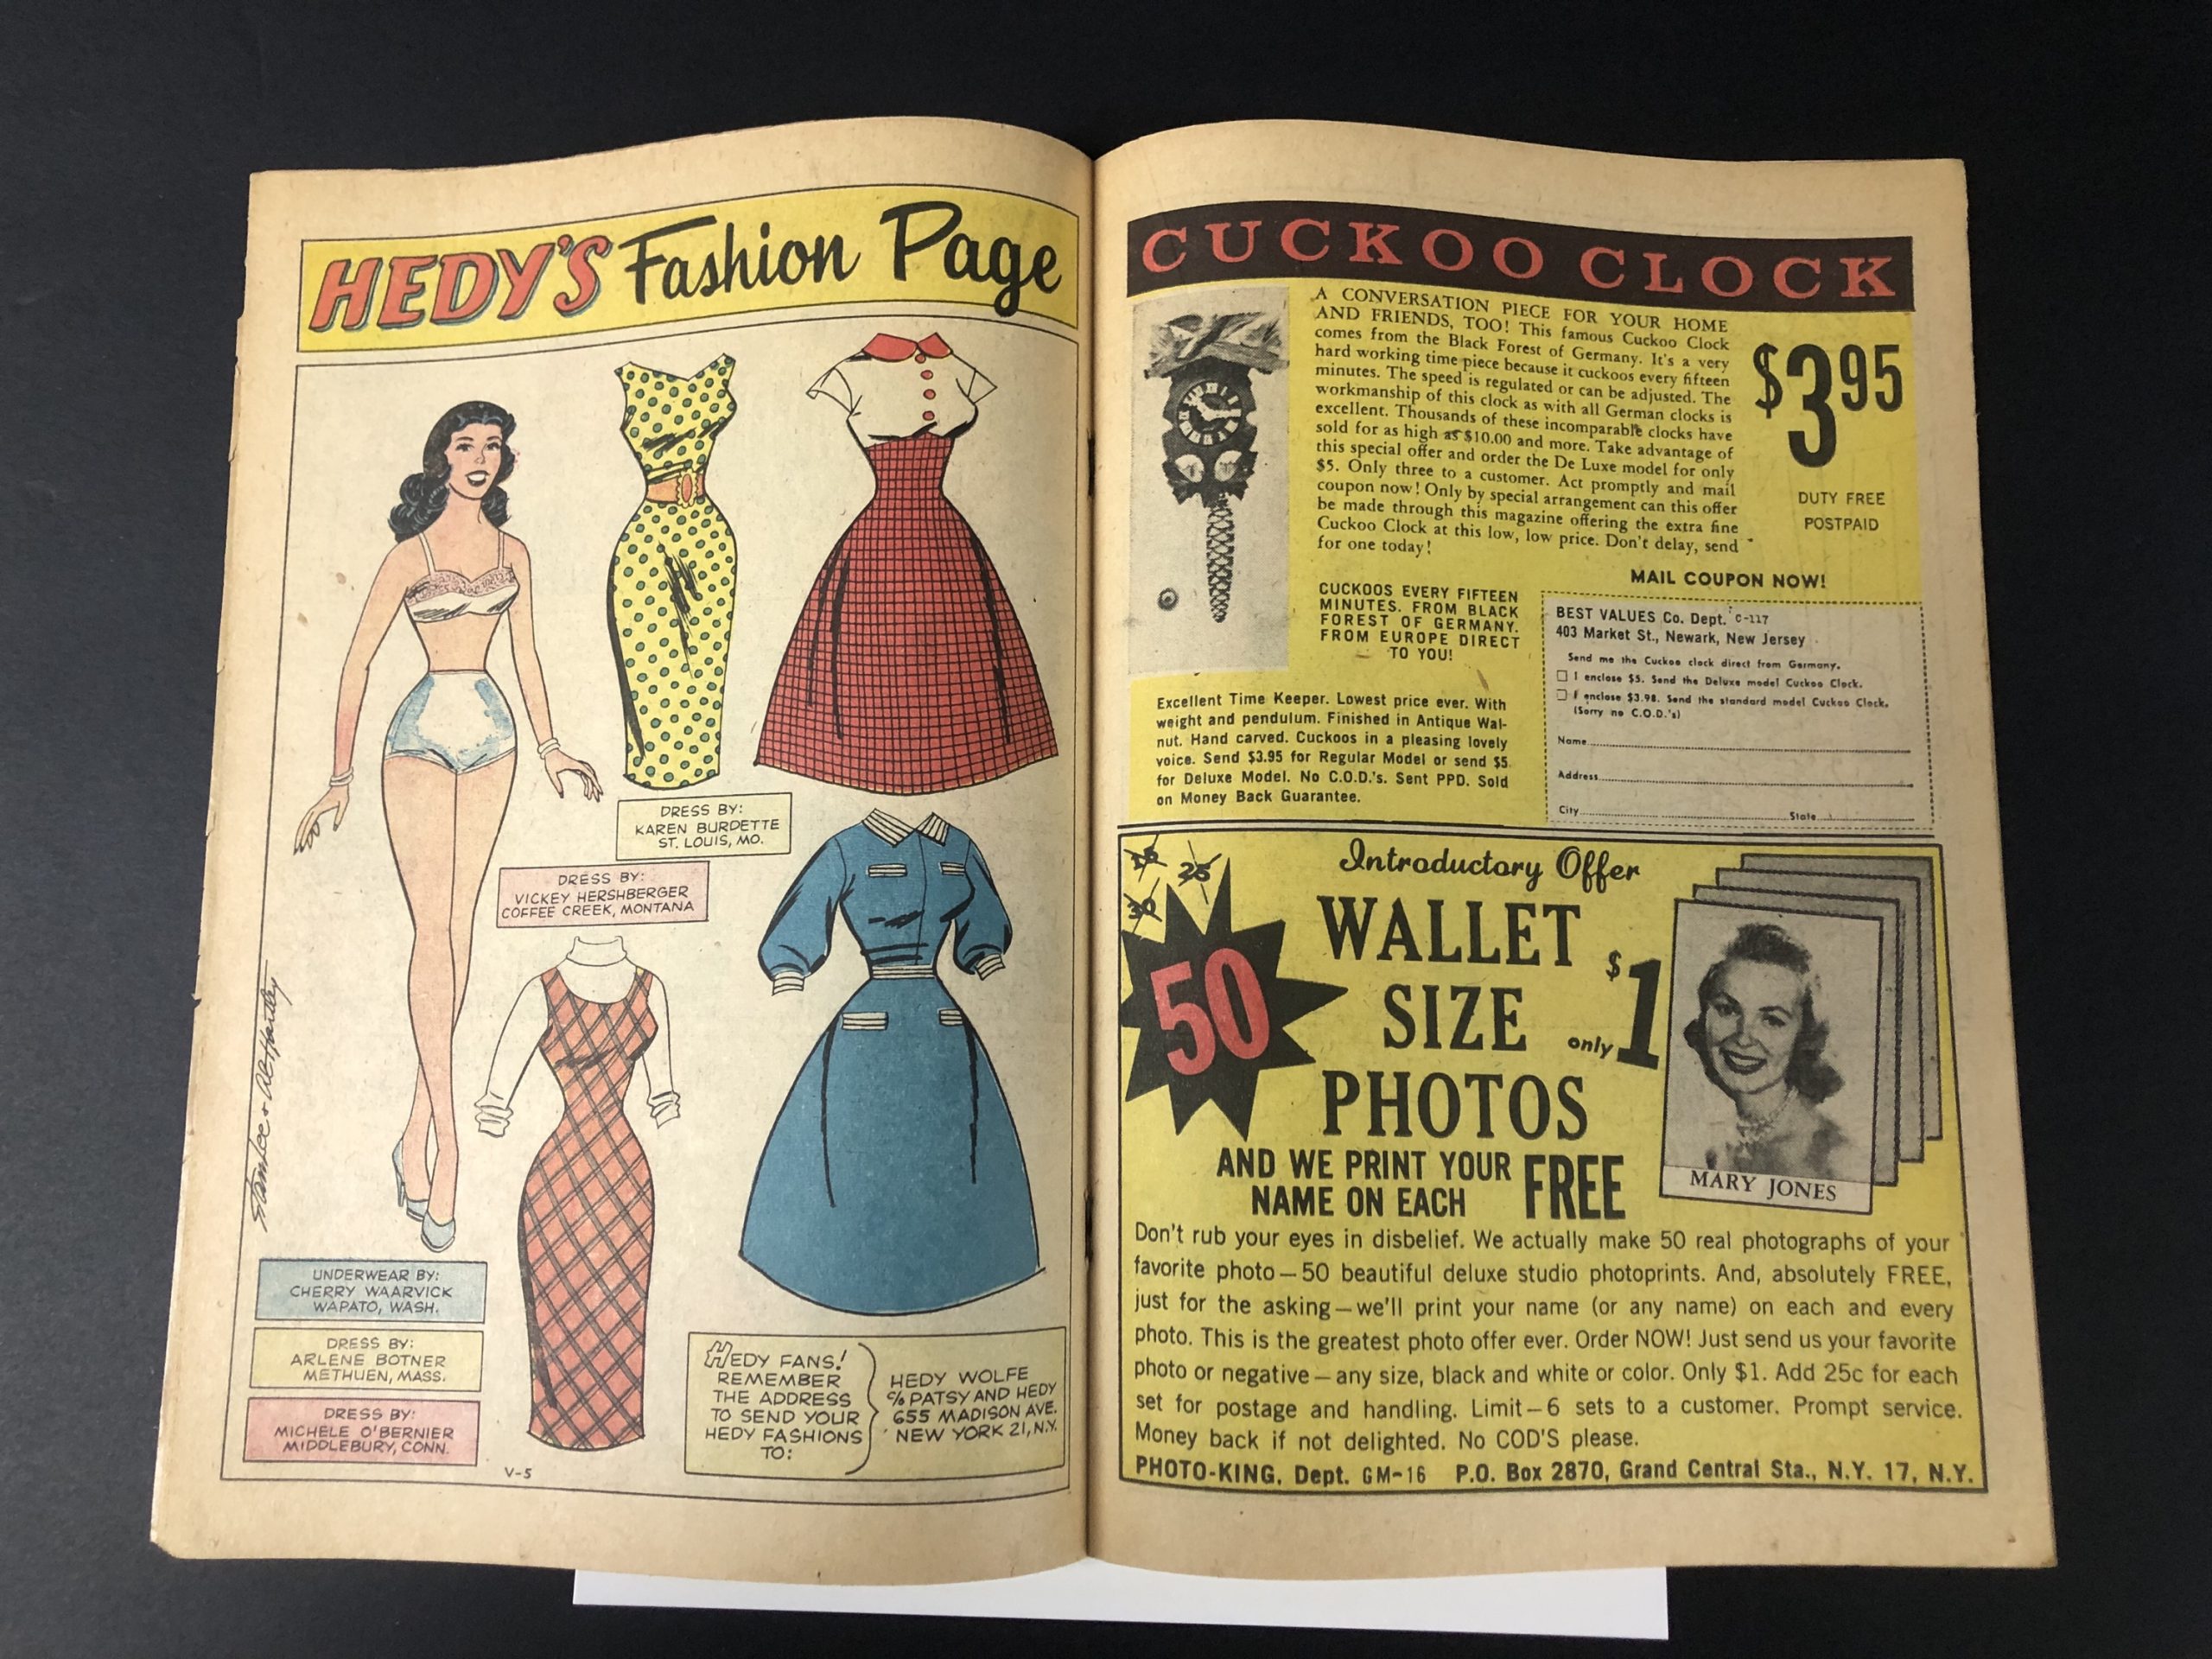 HEDY'S Fashion Page
DRESS BY:
KAREN BURDETTE
ST. LOUIS, MO.
DRESS BY:
VICKEY HERSHBERGER
COFFEE CREEK, MONTANA
Stan Lee + Al Hartley
UNDERWEAR BY:
CHERRY WAARVICK
WAPATO, WASH.
DRESS BY:
ARLENE BOTNER
METHUEN, MASS.
DRESS BY:
MICHELE O'BERNIER
MIDDLEBURY, CONN.
V-5
HEDY FANS!
REMEMBER
THE ADDRESS
TO SEND YOUR
HEDY FASHIONS
TO:
HEDY WOLFE
c/o PATSY AND HEDY
655 MADISON AVE.
NEW YORK 21, N.Y.
CUCKOO CLOCK
A CONVERSATION PIECE FOR YOUR HOME
AND FRIENDS, TOO! This famous Cuckoo Clock
comes from the Black Forest of Germany. It's a very
hard working time piece because it cuckoos every fifteen
minutes. The speed is regulated or can be adjusted. The
workmanship of this clock as with all German clocks is
excellent. Thousands of these incomparable clocks have
sold for as high as $10.00 and more. Take advantage of
this special offer and order the De Luxe model for only
$5. Only three to a customer. Act promptly and mail
coupon now! Only by special arrangement can this offer
be made through this magazine offering the extra fine
Cuckoo Clock at this low, low price. Don't delay, send
for one today!
$3.95
DUTY FREE
POSTPAID
CUCKOOS EVERY FIFTEEN
MINUTES. FROM BLACK
FOREST OF GERMANY.
FROM EUROPE DIRECT
TO YOU!
Excellent Time Keeper. Lowest price ever. With
weight and pendulum. Finished in Antique Wal-
nut. Hand carved. Cuckoos in a pleasing lovely
voice. Send $3.95 for Regular Model or send $5
for Deluxe Model. No C.O.D.'s. Sent PPD. Sold
on Money Back Guarantee.
MAIL COUPON NOW!
BEST VALUES Co. Dept. C-117
403 Market St., Newark, New Jersey
Send me the Cuckoo clock direct from Germany.
I enclose $5. Send the Deluxe model Cuckoo Clock.
I enclose $3.98. Send the standard model Cuckoo Clock.
(Sorry no C.O.D.'s)
Name
Address
City State
25
30
50
Introductory Offer
WALLET
SIZE
PHOTOS
only $1
AND WE PRINT YOUR
NAME ON EACH FREE
MARY JONES
Don't rub your eyes in disbelief. We actually make 50 real photographs of your
favorite photo—50 beautiful deluxe studio photoprints. And, absolutely FREE,
just for the asking—we'll print your name (or any name) on each and every
photo. This is the greatest photo offer ever. Order NOW! Just send us your favorite
photo or negative—any size, black and white or color. Only $1. Add 25c for each
set for postage and handling. Limit—6 sets to a customer. Prompt service.
Money back if not delighted. No COD'S please.
PHOTO-KING, Dept. GM-16 P.O. Box 2870, Grand Central Sta., N.Y. 17, N.Y.